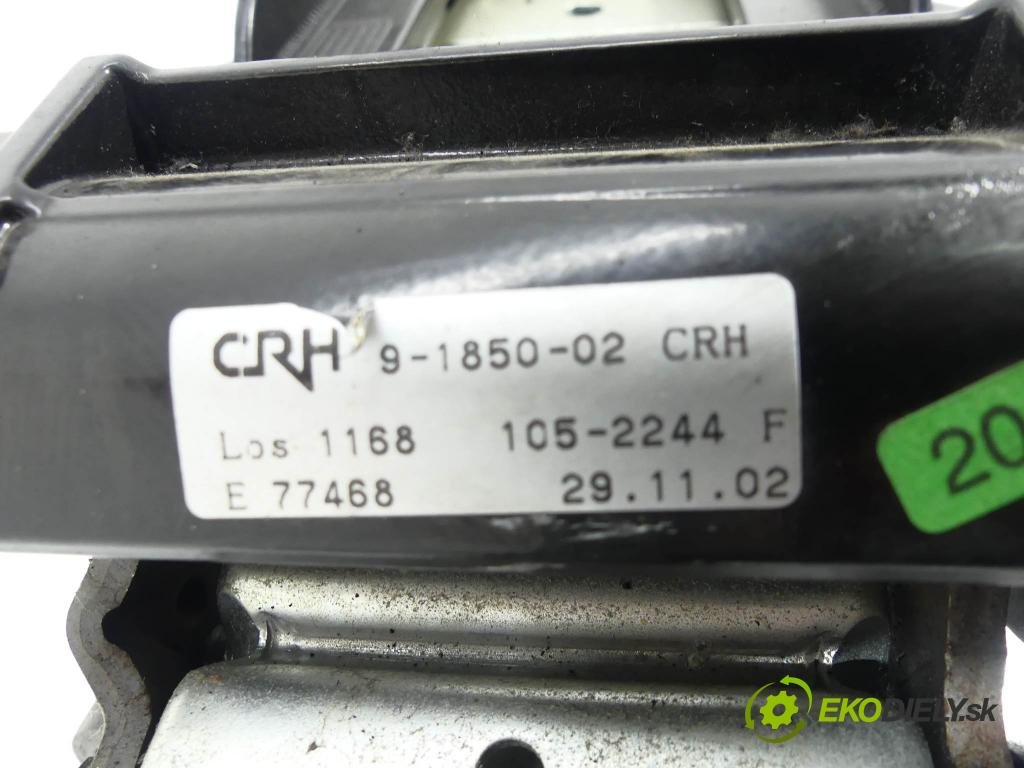 CRH 9-1850-02 CRH
Los 1168 105-2244 F
E 77468 29.11.02
20
EKODIELY.sk